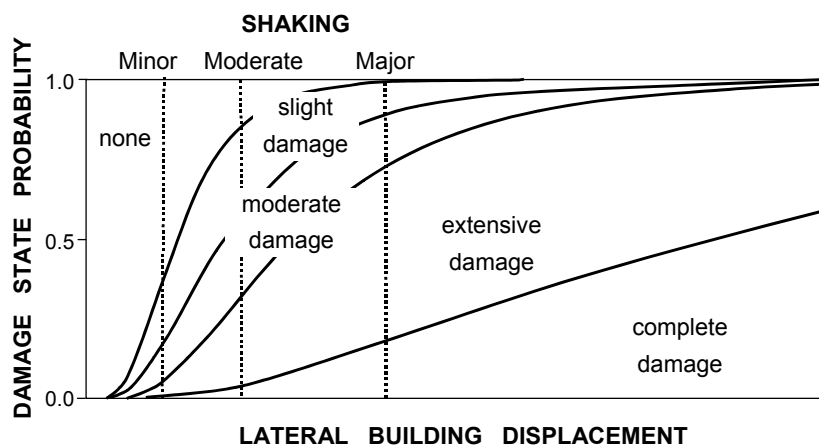 SHAKING
Minor Moderate Major
DAMAGE STATE PROBABILITY
1.0
0.5
0.0
none
slight
damage
moderate
damage
extensive
damage
complete
damage
LATERAL BUILDING DISPLACEMENT